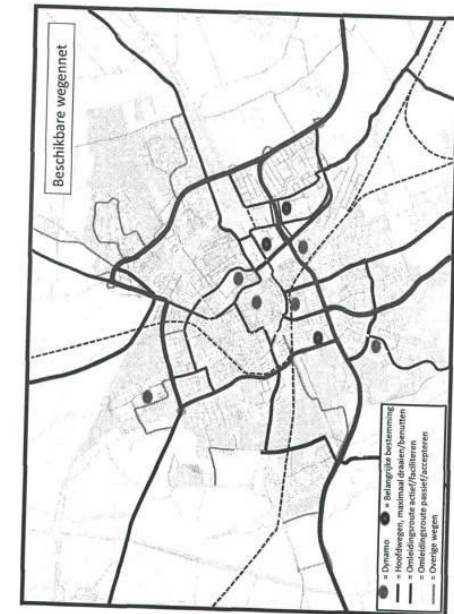 Beschikbare wegennet
= Dynamo = Belangrijke bestemming
= Hoofdwegen, maximaal draaien/benutten
= Omleidingsroute actief/faciliteren
= Omleidingsroute passief/accepteren
= Overige wegen